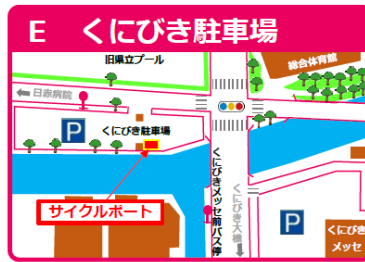 E くにびき駐車場
旧県立プール
総合体育館
日赤病院
P くにびき駐車場
サイクルポート
くにびきメッセ前バス停
くにびき大橋
P
くにびき
メッセ